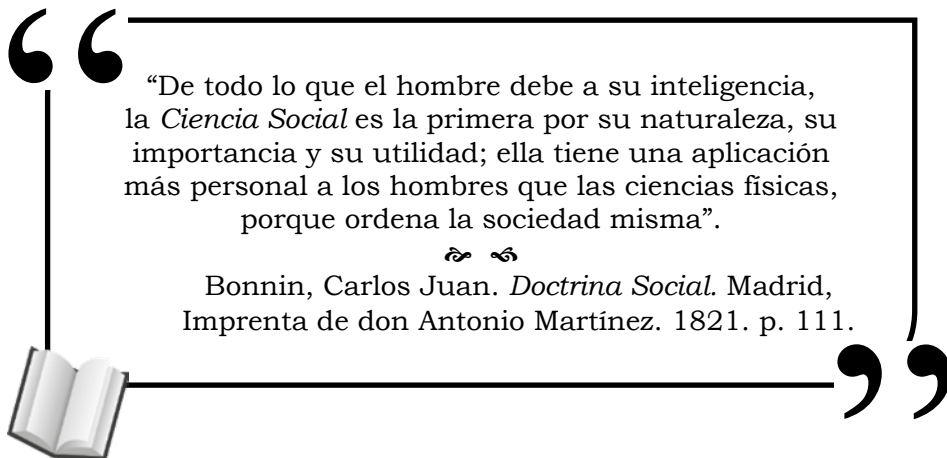 “De todo lo que el hombre debe a su inteligencia,
la Ciencia Social es la primera por su naturaleza, su
importancia y su utilidad; ella tiene una aplicación
más personal a los hombres que las ciencias físicas,
porque ordena la sociedad misma”.
Bonnin, Carlos Juan. Doctrina Social. Madrid,
Imprenta de don Antonio Martínez. 1821. p. 111.